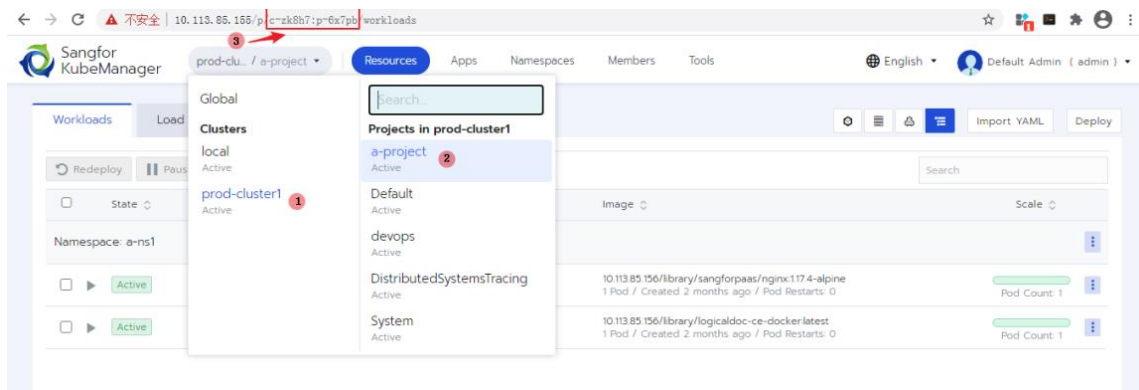 不安全 | 10.113.85.155/p/c-zk8h7:p-6x7pb/workloads
3
Sangfor
KubeManager
prod-clu... / a-project
Resources
Apps
Namespaces
Members
Tools
English
Default Admin ( admin )
Workloads
Load
Global
Clusters
local
Active
prod-cluster1
Active
1
Search...
Projects in prod-cluster1
a-project
Active
2
Default
Active
devops
Active
DistributedSystemsTracing
Active
System
Active
Import YAML
Deploy
Redeploy
Paus
Search
State
Image
Scale
Namespace: a-ns1
Active
10.113.85.156/library/sangforpaas/nginx:1.17.4-alpine
1 Pod / Created 2 months ago / Pod Restarts: 0
Pod Count: 1
Active
10.113.85.156/library/logicaldoc-ce-docker:latest
1 Pod / Created 2 months ago / Pod Restarts: 0
Pod Count: 1